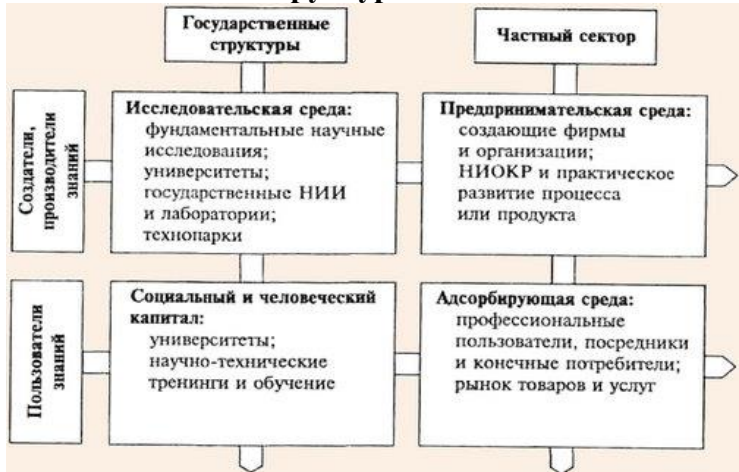 Государственные
структуры
Частный сектор
Создатели,
производители
знаний
Исследовательская среда:
фундаментальные научные
исследования;
университеты;
государственные НИИ
и лаборатории;
технопарки
Предпринимательская среда:
создающие фирмы
и организации;
НИОКР и практическое
развитие процесса
или продукта
Пользователи
знаний
Социальный и человеческий
капитал:
университеты;
научно-технические
тренинги и обучение
Адсорбирующая среда:
профессиональные
пользователи, посредники
и конечные потребители;
рынок товаров и услуг